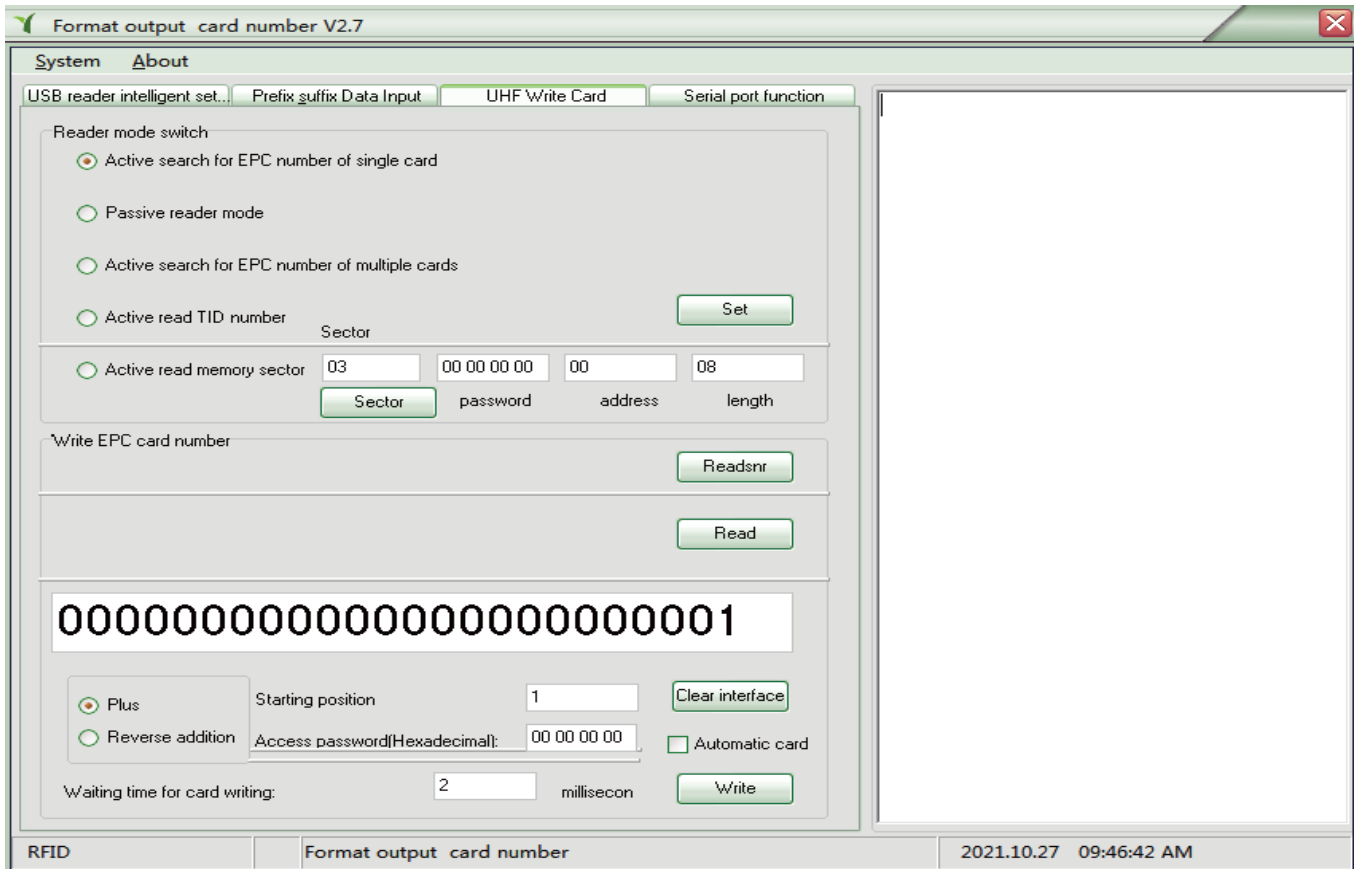 Format output card number V2.7
System About
USB reader intelligent set... Prefix suffix Data Input UHF Write Card Serial port function
Reader mode switch
Active search for EPC number of single card
Passive reader mode
Active search for EPC number of multiple cards
Active read TID number
Set
Sector
Active read memory sector 03 00 00 00 00 00 08
Sector password address length
Write EPC card number
Readsnr
Read
000000000000000000000001
Plus Starting position 1 Clear interface
Reverse addition Access password(Hexadecimal): 00 00 00 00 Automatic card
Waiting time for card writing: 2 millisecon Write
RFID Format output card number 2021.10.27 09:46:42 AM